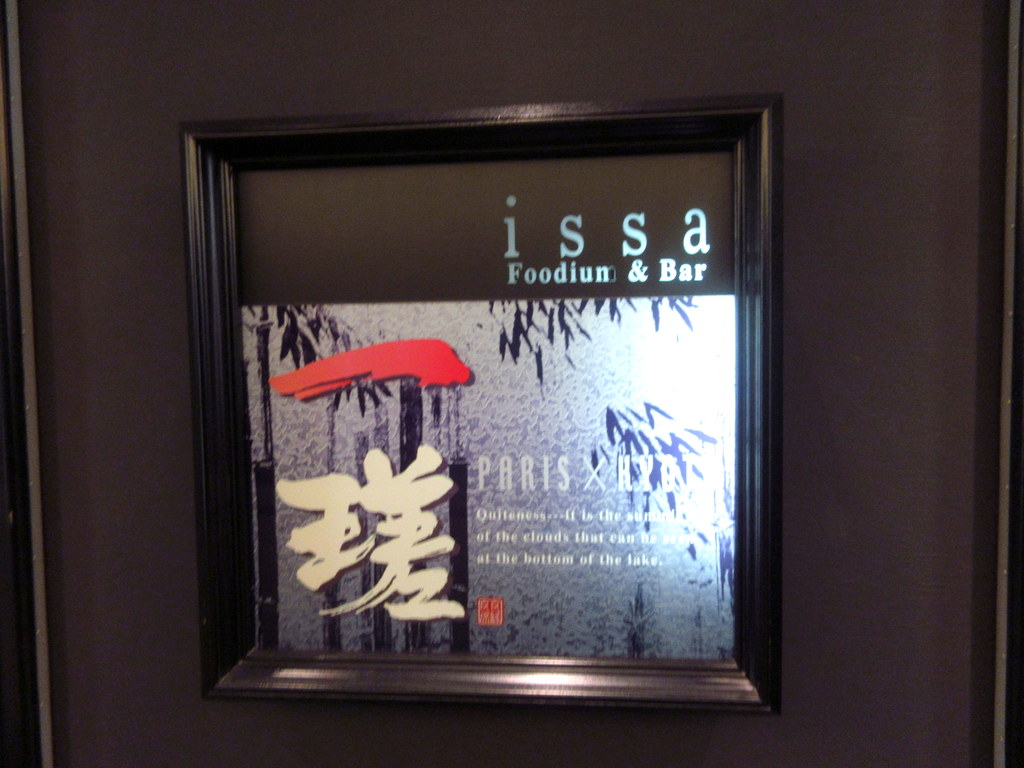 issa
Foodium & Bar
一瑳
PARIS X
Quiteness---it is the
of the clouds that can be
at the bottom of the lake.